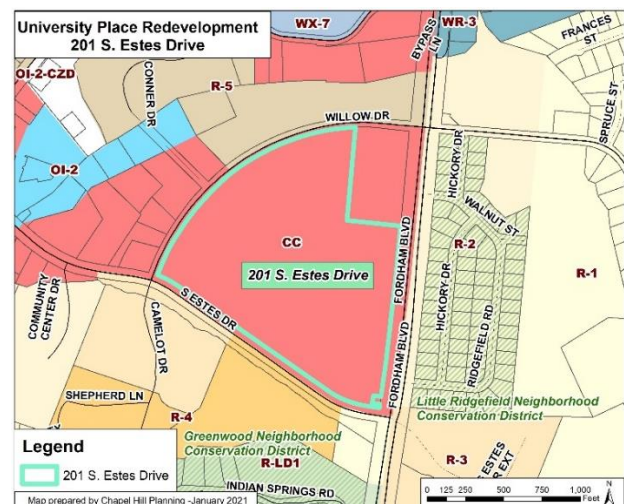 University Place Redevelopment
201 S. Estes Drive
WX-7
WR-3
BYPASS
LN
FRANCES
ST
OI-2-CZD
CONNER DR
R-5
WILLOW DR
SPRUCE ST
OI-2
HICKORY DR
WALNUT ST
CC
R-2
201 S. Estes Drive
FORDHAM BLVD
R-1
COMMUNITY
CENTER DR
CAMELOT DR
S ESTES DR
HICKORY DR
RIDGEFIELD RD
FORDHAM BLVD
SHEPHERD LN
R-4
Little Ridgefield Neighborhood
Conservation District
Greenwood Neighborhood
Conservation District
R-LD1
R-3
INDIAN SPRINGS RD
Legend
201 S. Estes Drive
Map prepared by Chapel Hill Planning -January 2021
0 125 250 500 750 1,000
Feet
N